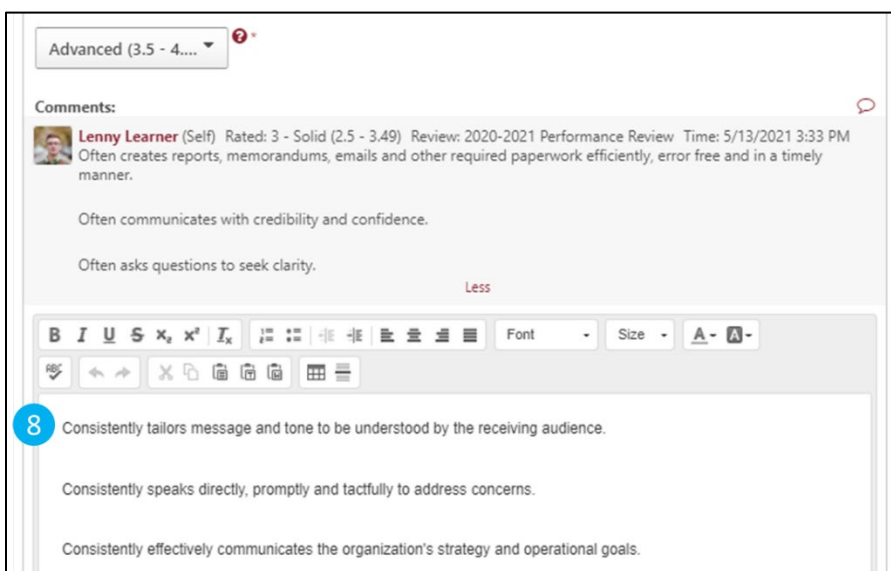 Advanced (3.5 - 4.... ? *
Comments:
Lenny Learner (Self) Rated: 3 - Solid (2.5 - 3.49) Review: 2020-2021 Performance Review Time: 5/13/2021 3:33 PM
Often creates reports, memorandums, emails and other required paperwork efficiently, error free and in a timely
manner.
Often communicates with credibility and confidence.
Often asks questions to seek clarity.
Less
B I U S x₂ x² Ix Font Size A A
ABC
8 Consistently tailors message and tone to be understood by the receiving audience.
Consistently speaks directly, promptly and tactfully to address concerns.
Consistently effectively communicates the organization's strategy and operational goals.